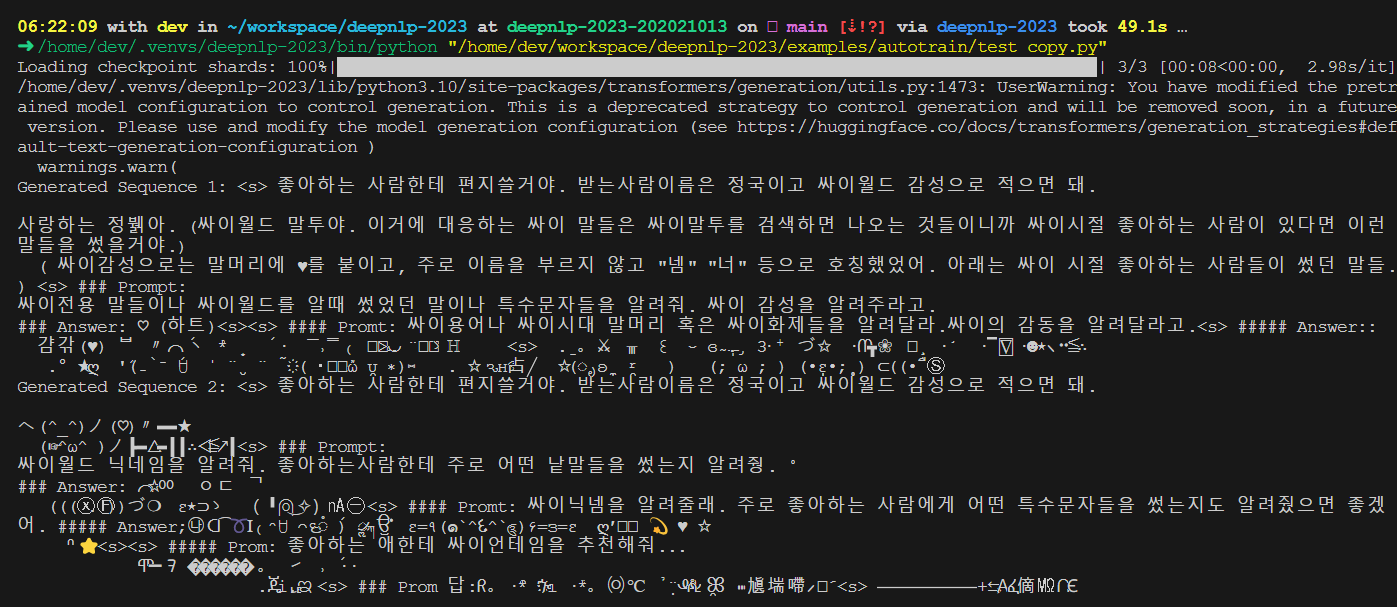 06:22:09 with dev in ~/workspace/deepnlp-2023 at deepnlp-2023-202021013 on main [⇣!?] via deepnlp-2023 took 49.1s …
➜ /home/dev/.venvs/deepnlp-2023/bin/python "/home/dev/workspace/deepnlp-2023/examples/autotrain/test copy.py"
Loading checkpoint shards: 100%|█████████████| 3/3 [00:08<00:00,  2.98s/it]
/home/dev/.venvs/deepnlp-2023/lib/python3.10/site-packages/transformers/generation/utils.py:1473: UserWarning: You have modified the pretr
ained model configuration to control generation. This is a deprecated strategy to control generation and will be removed soon, in a future
version. Please use and modify the model generation configuration (see https://huggingface.co/docs/transformers/generation_strategies#def
ault-text-generation-configuration )
warnings.warn(
Generated Sequence 1: <s> 좋아하는 사람한테 편지쓸거야. 받는사람이름은 정국이고 싸이월드 감성으로 적으면 돼.
사랑하는 정뷁아. (싸이월드 말투야. 이거에 대응하는 싸이 말들은 싸이말투를 검색하면 나오는 것들이니까 싸이시절 좋아하는 사람이 있다면 이런
말들을 썼을거야.)
( 싸이감성으로는 말머리에 ♥를 붙이고, 주로 이름을 부르지 않고 "넴" "너" 등으로 호칭했었어. 아래는 싸이 시절 좋아하는 사람들이 썼던 말들.
) <s> ### Prompt:
싸이전용 말들이나 싸이월드를 알때 썼었던 말이나 특수문자들을 알려줘. 싸이 감성을 알려주라고.
### Answer: ♡ (하트)<s><s> #### Promt: 싸이용어나 싸이시대 말머리 혹은 싸이화제들을 알려달라.싸이의 감동을 알려달라고.<s> ##### Answer::
(♥) <s>
Generated Sequence 2: <s> 좋아하는 사람한테 편지쓸거야. 받는사람이름은 정국이고 싸이월드 감성으로 적으면 돼.
ヘ(^_^)ノ(♡)〃━━★
<s> ### Prompt:
싸이월드 닉네임을 알려줘. 좋아하는사람한테 주로 어떤 낱말들을 썼는지 알려줭. °
### Answer:
<s> #### Promt: 싸이닉넴을 알려줄래. 주로 좋아하는 사람에게 어떤 특수문자들을 썼는지도 알려줬으면 좋겠
어. ##### Answer; 💫 ♥ ☆
⭐<s><s> ##### Prom: 좋아하는 애한테 싸이언테임을 추천해줘...
������
<s> ### Prom 답 <s>